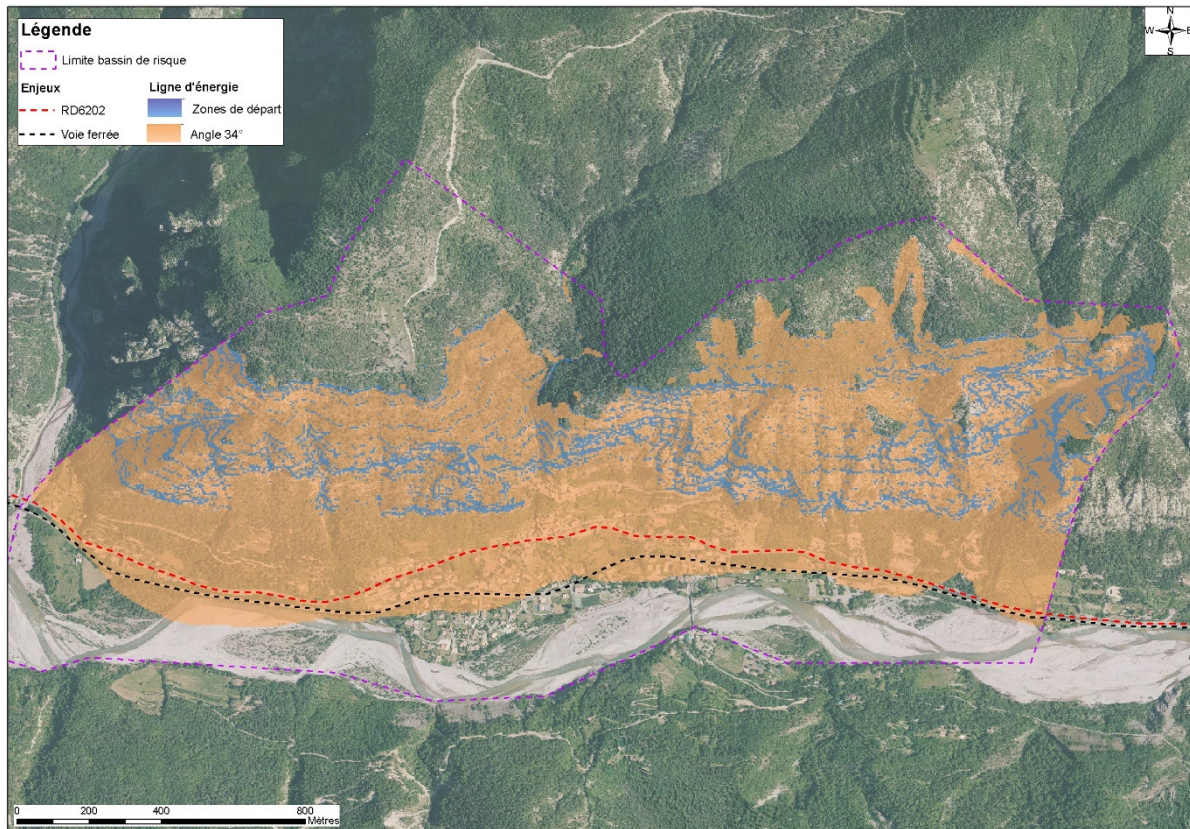 Légende
Limite bassin de risque
Enjeux
Ligne d'énergie
RD6202
Zones de départ
Voie ferrée
Angle 34°
N
W E
S
0 200 400 800
Mètres